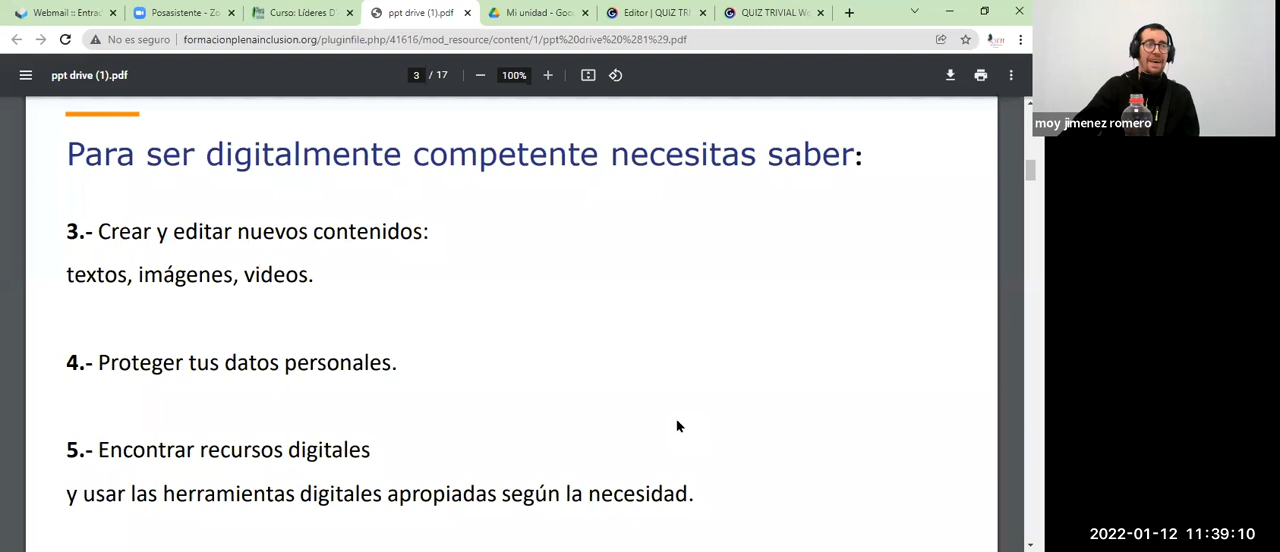 Webmail :: Entrac
Posasistente - Zo
Curso: Líderes D
ppt drive (1).pdf
Mi unidad - Goo
Editor | QUIZ TRI
QUIZ TRIVIAL We
No es seguro | formacionplenainclusion.org/pluginfile.php/41616/mod_resource/content/1/ppt%20drive%20%281%29.pdf
ppt drive (1).pdf
3 / 17
100%
moy jimenez romero
Para ser digitalmente competente necesitas saber:
3.- Crear y editar nuevos contenidos:
textos, imágenes, videos.
4.- Proteger tus datos personales.
5.- Encontrar recursos digitales
y usar las herramientas digitales apropiadas según la necesidad.
2022-01-12 11:39:10